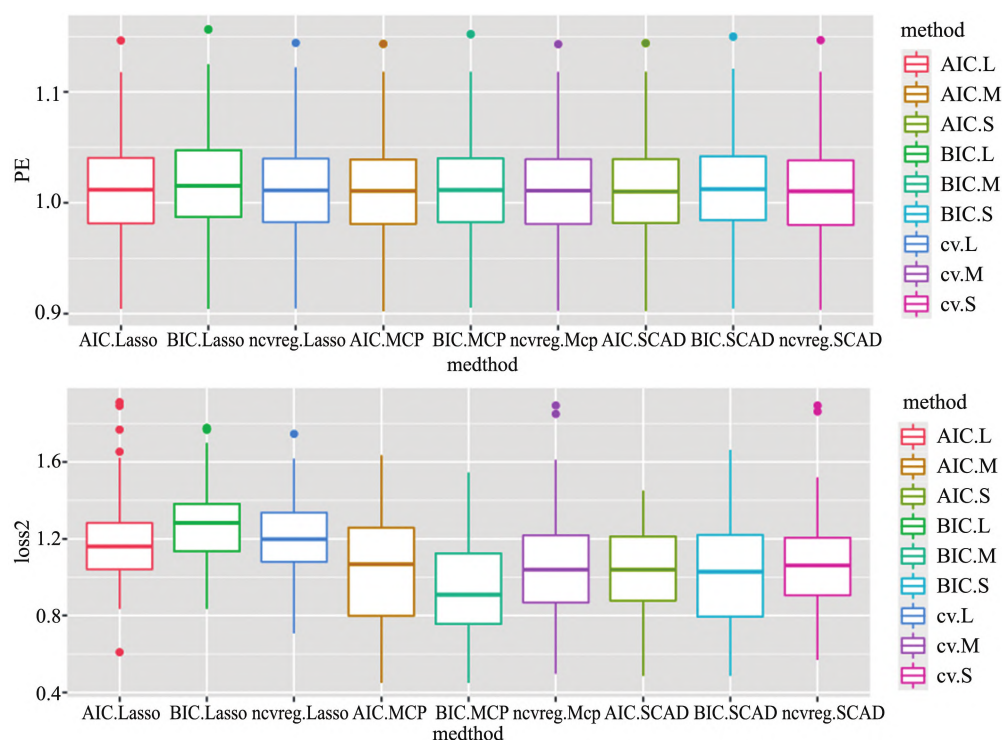 method
AIC.L
AIC.M
AIC.S
BIC.L
BIC.M
BIC.S
cv.L
cv.M
cv.S
PE
1.1
1.0
0.9
AIC.Lasso BIC.Lasso ncvreg.Lasso AIC.MCP BIC.MCP ncvreg.Mcp AIC.SCAD BIC.SCAD ncvreg.SCAD
medthod
method
AIC.L
AIC.M
AIC.S
BIC.L
BIC.M
BIC.S
cv.L
cv.M
cv.S
loss2
1.6
1.2
0.8
0.4
AIC.Lasso BIC.Lasso ncvreg.Lasso AIC.MCP BIC.MCP ncvreg.Mcp AIC.SCAD BIC.SCAD ncvreg.SCAD
medthod